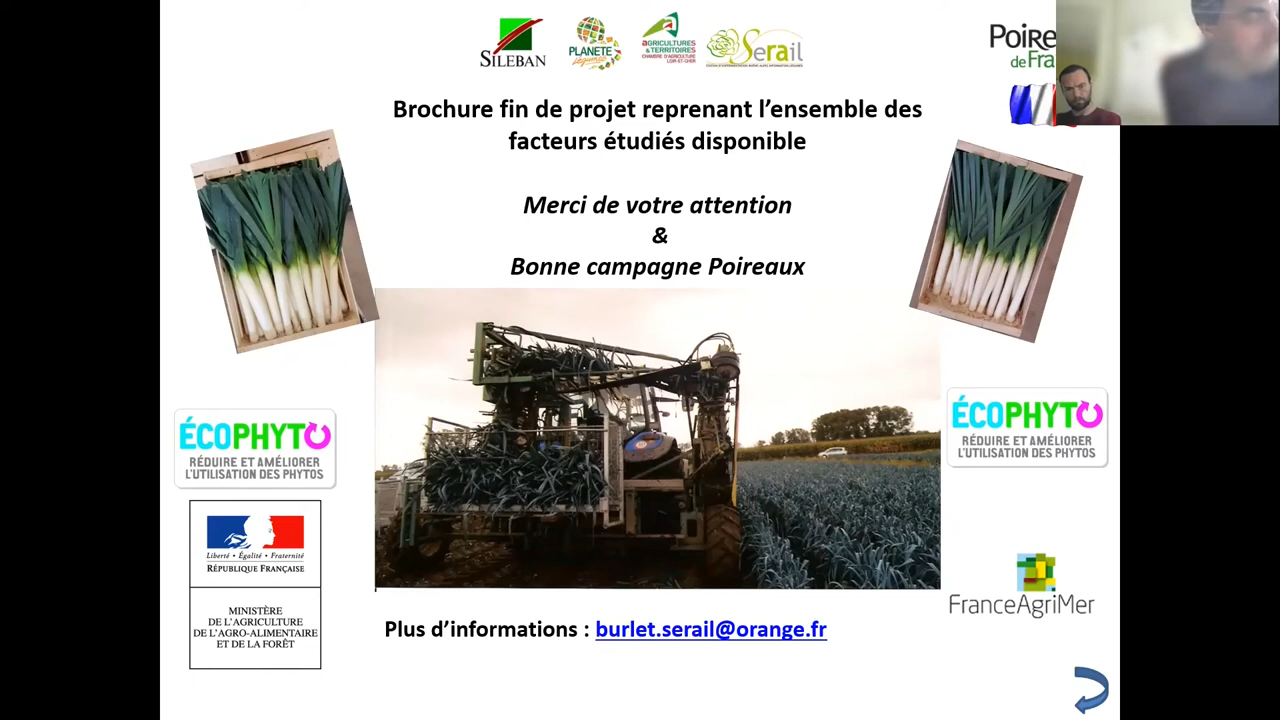 SILEBAN
PLANETE
Légumes
AGRICULTURES
& TERRITOIRES
CHAMBRE D'AGRICULTURE
LOIR-ET-CHER
Serail
POiRE
de Fra
Brochure fin de projet reprenant l'ensemble des
facteurs étudiés disponible
Merci de votre attention
&
Bonne campagne Poireaux
ÉCOPHYTO
RÉDUIRE ET AMÉLIORER
L'UTILISATION DES PHYTOS
ÉCOPHYTO
RÉDUIRE ET AMÉLIORER
L'UTILISATION DES PHYTOS
Liberté • Égalité • Fraternité
RÉPUBLIQUE FRANÇAISE
MINISTÈRE
DE L'AGRICULTURE
DE L'AGRO-ALIMENTAIRE
ET DE LA FORÊT
FranceAgriMer
Plus d'informations : burlet.serail@orange.fr